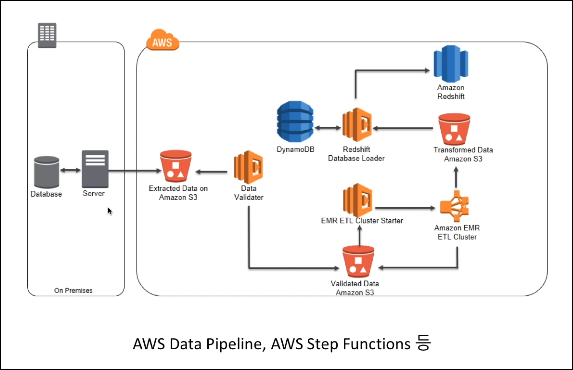 AWS
Amazon
Redshift
DynamoDB
Redshift
Database Loader
Transformed Data
Amazon S3
Database
Server
Extracted Data on
Amazon S3
Data
Validater
EMR ETL Cluster Starter
Amazon EMR
ETL Cluster
Validated Data
Amazon S3
On Premises
AWS Data Pipeline, AWS Step Functions 등